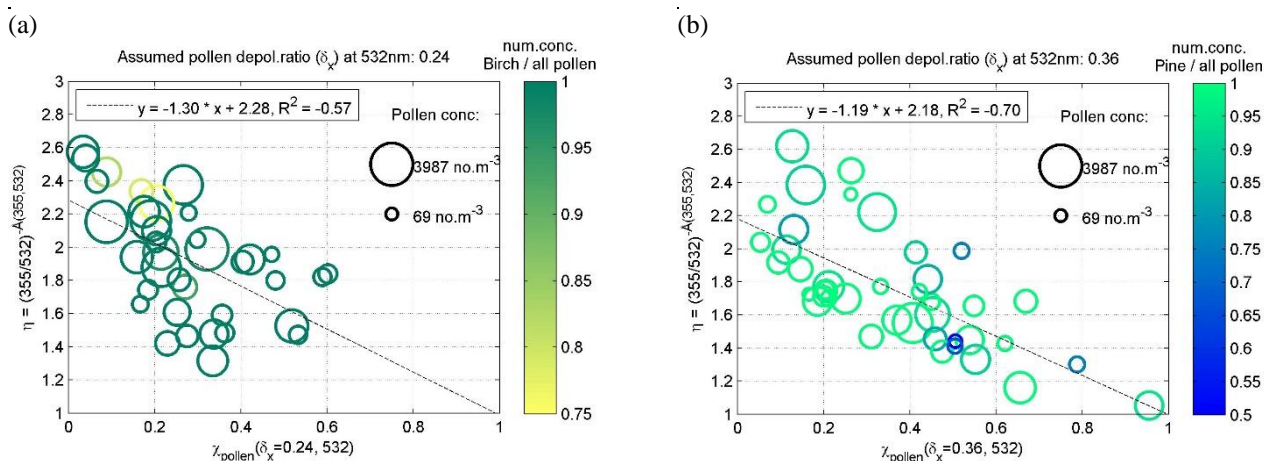 (a)
Assumed pollen depol.ratio (δx) at 532nm: 0.24
num.conc.
Birch / all pollen
y = -1.30 * x + 2.28, R² = -0.57
Pollen conc:
3987 no.m⁻³
69 no.m⁻³
η = (355/532)^-A(355,532)
3
2.8
2.6
2.4
2.2
2
1.8
1.6
1.4
1.2
1
0
0.2
0.4
0.6
0.8
1
χpollen(δx=0.24, 532)
1
0.95
0.9
0.85
0.8
0.75
(b)
Assumed pollen depol.ratio (δx) at 532nm: 0.36
num.conc.
Pine / all pollen
y = -1.19 * x + 2.18, R² = -0.70
Pollen conc:
3987 no.m⁻³
69 no.m⁻³
η = (355/532)^-A(355,532)
3
2.8
2.6
2.4
2.2
2
1.8
1.6
1.4
1.2
1
0
0.2
0.4
0.6
0.8
1
χpollen(δx=0.36, 532)
1
0.95
0.9
0.85
0.8
0.75
0.7
0.65
0.6
0.55
0.5